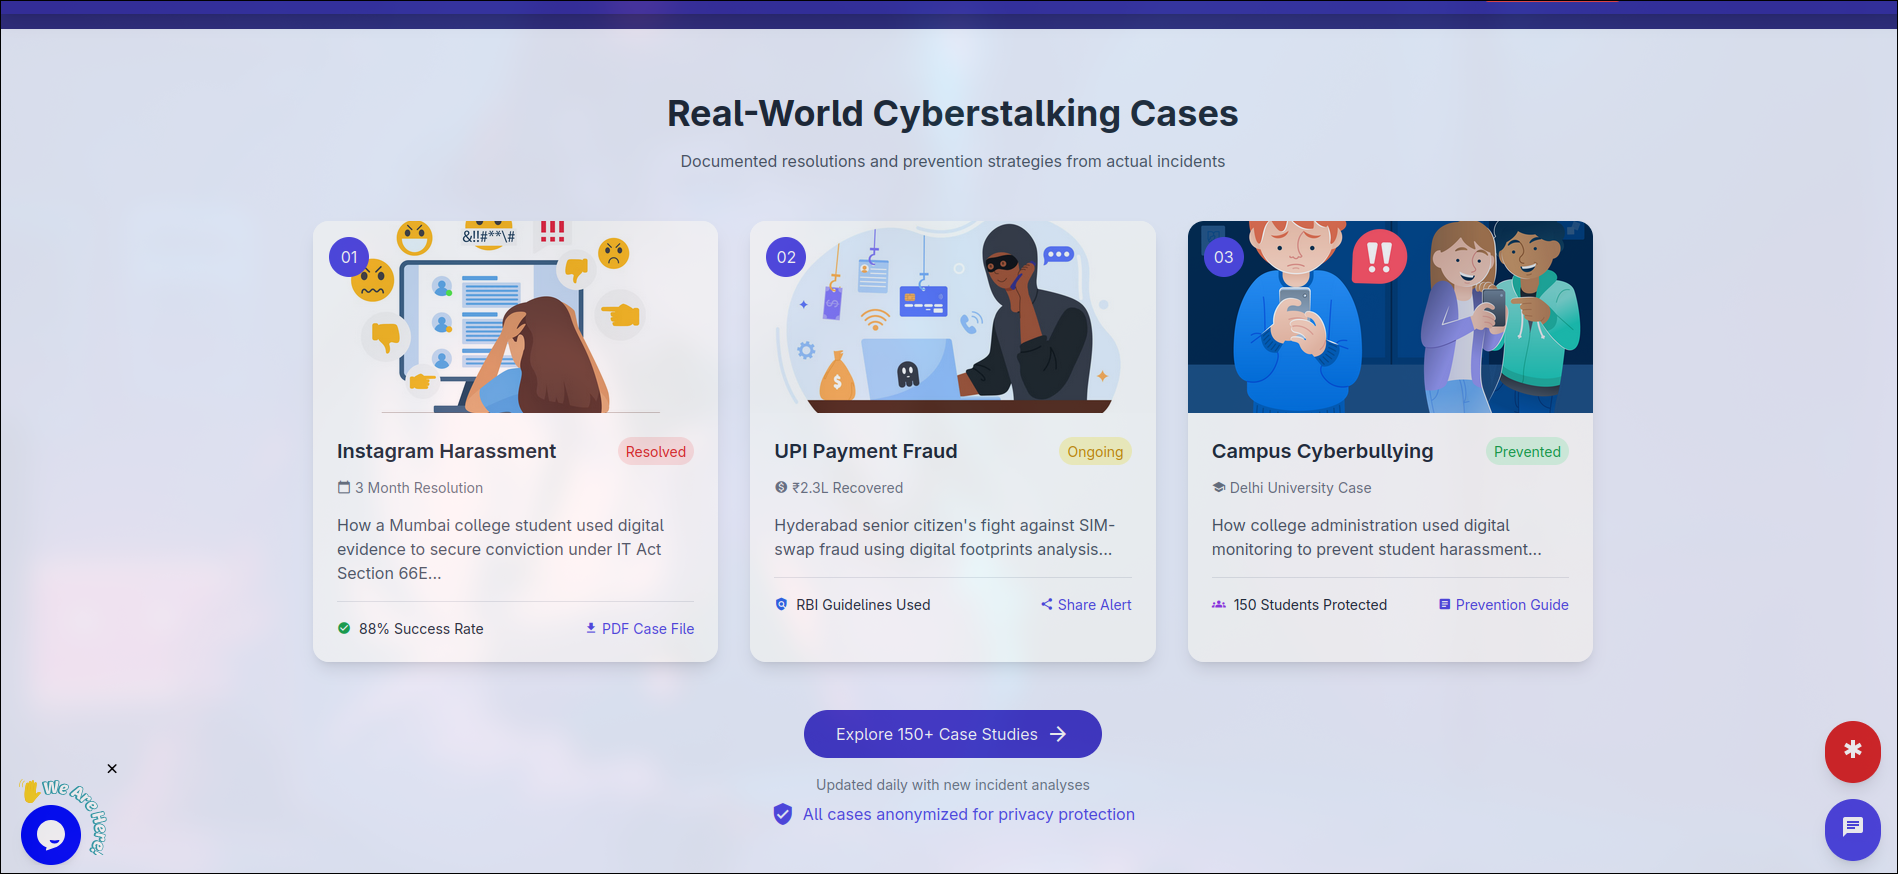 Real-World Cyberstalking Cases
Documented resolutions and prevention strategies from actual incidents
01
&!!#**\#
!!!
Instagram Harassment
Resolved
3 Month Resolution
How a Mumbai college student used digital
evidence to secure conviction under IT Act
Section 66E...
88% Success Rate
PDF Case File
02
$
UPI Payment Fraud
Ongoing
₹2.3L Recovered
Hyderabad senior citizen's fight against SIM-
swap fraud using digital footprints analysis...
RBI Guidelines Used
Share Alert
03
!!
Campus Cyberbullying
Prevented
Delhi University Case
How college administration used digital
monitoring to prevent student harassment...
150 Students Protected
Prevention Guide
Explore 150+ Case Studies
Updated daily with new incident analyses
All cases anonymized for privacy protection
We Are Here!